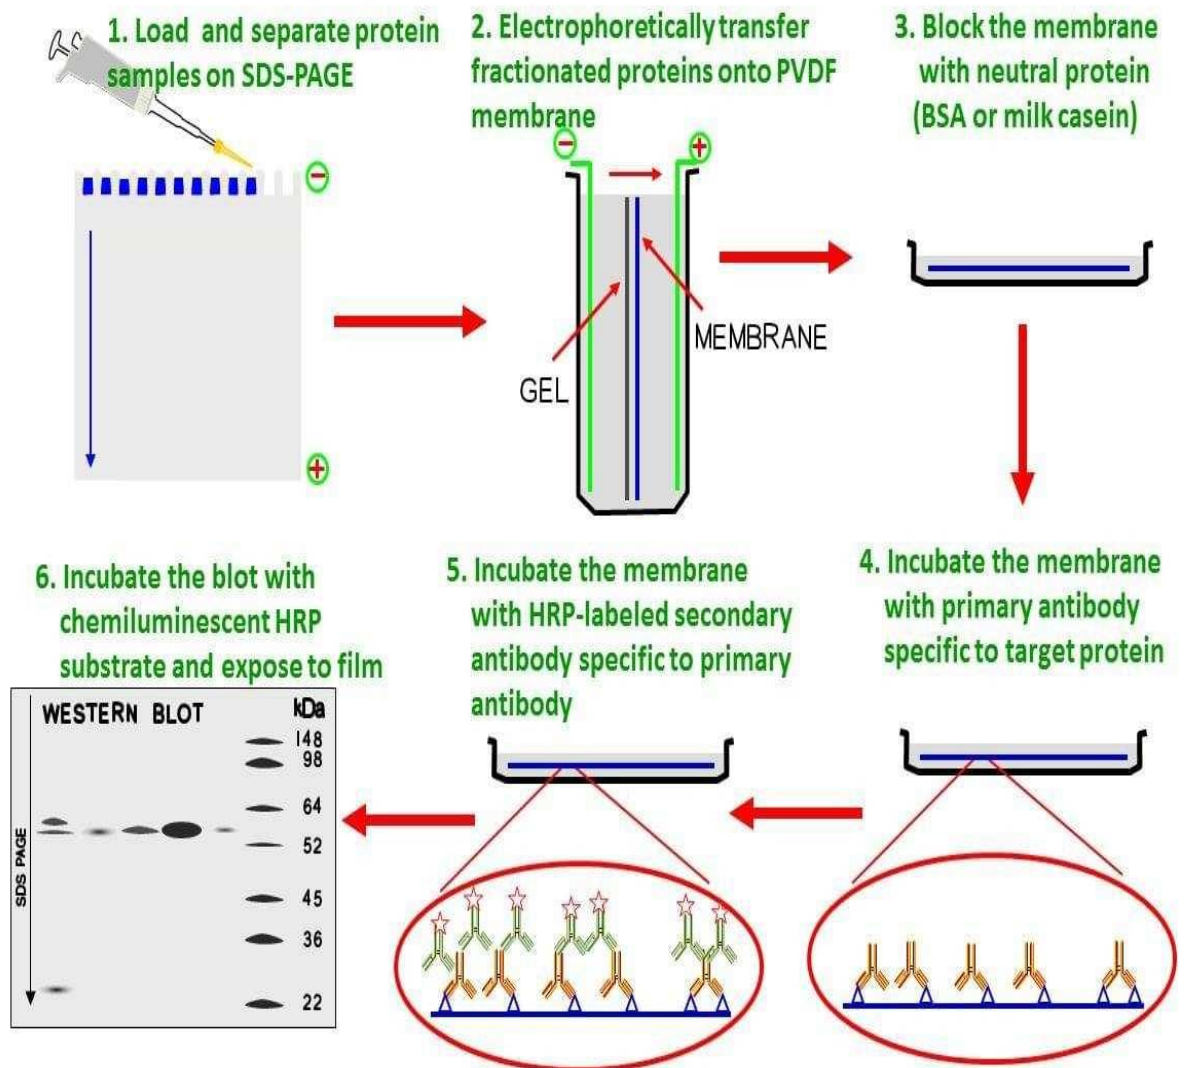 1. Load and separate protein
samples on SDS-PAGE
2. Electrophoretically transfer
fractionated proteins onto PVDF
membrane
3. Block the membrane
with neutral protein
(BSA or milk casein)
−
+
−
+
GEL
MEMBRANE
4. Incubate the membrane
with primary antibody
specific to target protein
5. Incubate the membrane
with HRP-labeled secondary
antibody specific to primary
antibody
6. Incubate the blot with
chemiluminescent HRP
substrate and expose to film
WESTERN BLOT
kDa
148
98
64
52
45
36
22
SDS PAGE